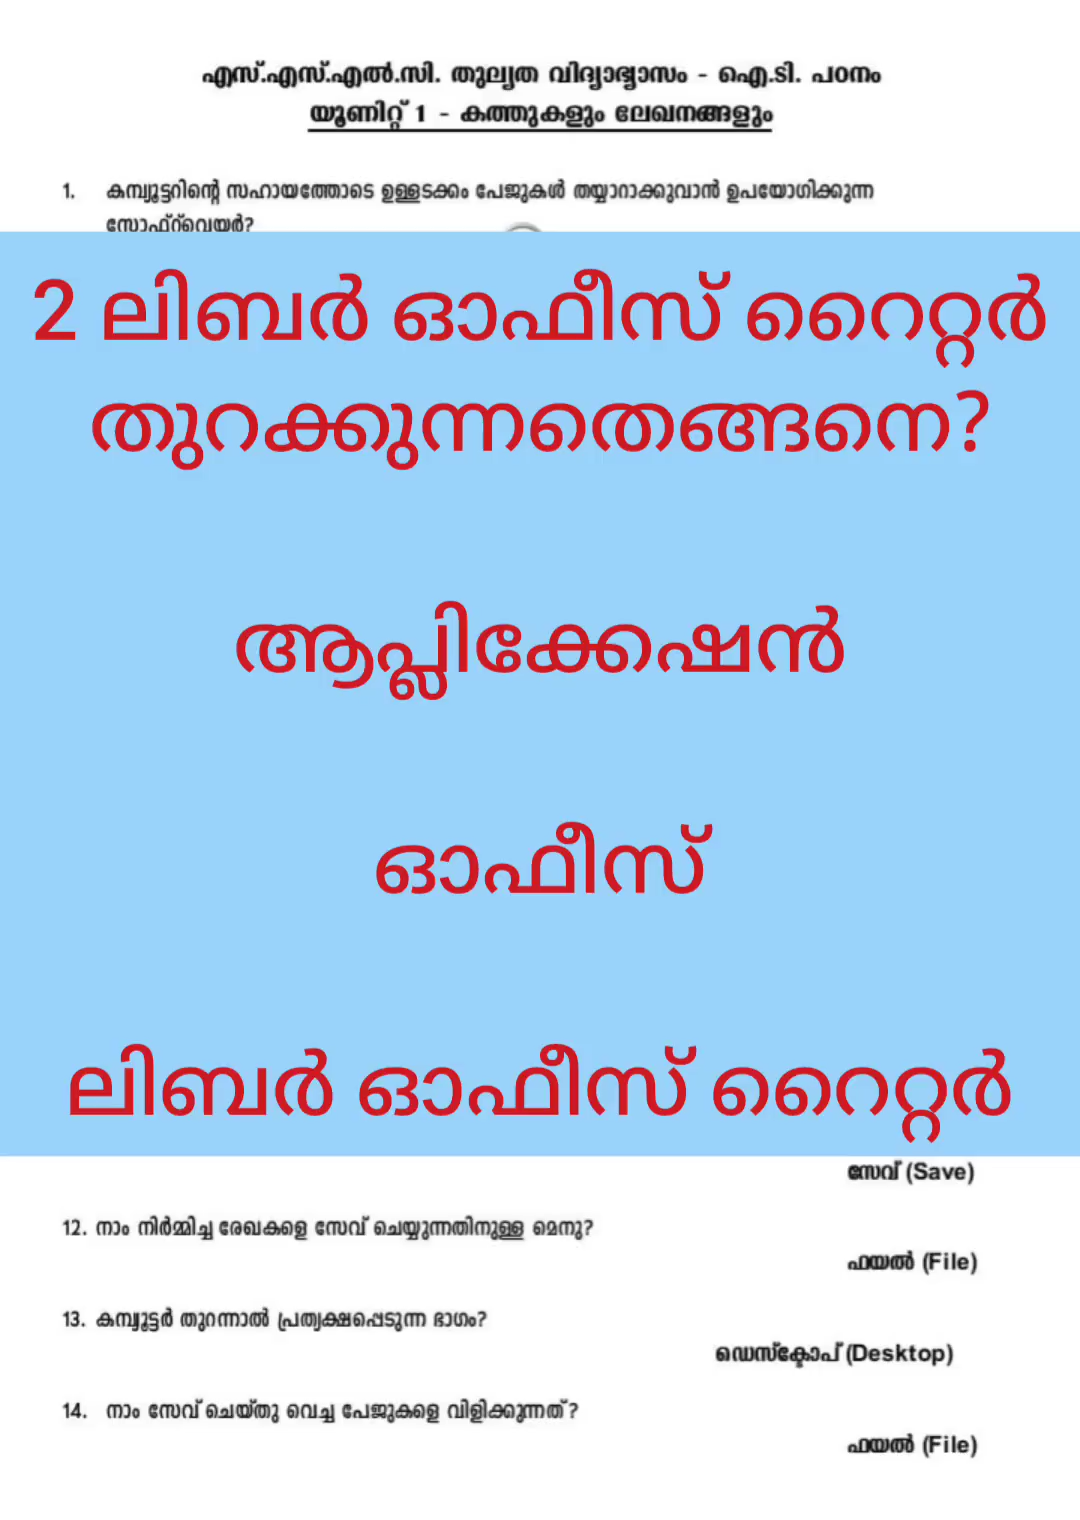 എസ്.എസ്.എൽ.സി. തുല്യത വിദ്യാഭ്യാസം - ഐ.ടി. പഠനം
യൂണിറ്റ് 1 - കത്തുകളും ലേഖനങ്ങളും
1. കമ്പ്യൂട്ടറിന്റെ സഹായത്തോടെ ഉള്ളടക്കം പേജുകൾ തയ്യാറാക്കുവാൻ ഉപയോഗിക്കുന്ന
സോഫ്റ്റ്‌വെയർ?
2 ലിബർ ഓഫീസ് റൈറ്റർ
തുറക്കുന്നതെങ്ങനെ?
ആപ്ലിക്കേഷൻ
ഓഫീസ്
ലിബർ ഓഫീസ് റൈറ്റർ
സേവ് (Save)
12. നാം നിർമ്മിച്ച രേഖകളെ സേവ് ചെയ്യുന്നതിനുള്ള മെനു?
ഫയൽ (File)
13. കമ്പ്യൂട്ടർ തുറന്നാൽ പ്രത്യക്ഷപ്പെടുന്ന ഭാഗം?
ഡെസ്ക്ടോപ് (Desktop)
14. നാം സേവ് ചെയ്തു വെച്ച പേജുകളെ വിളിക്കുന്നത്?
ഫയൽ (File)